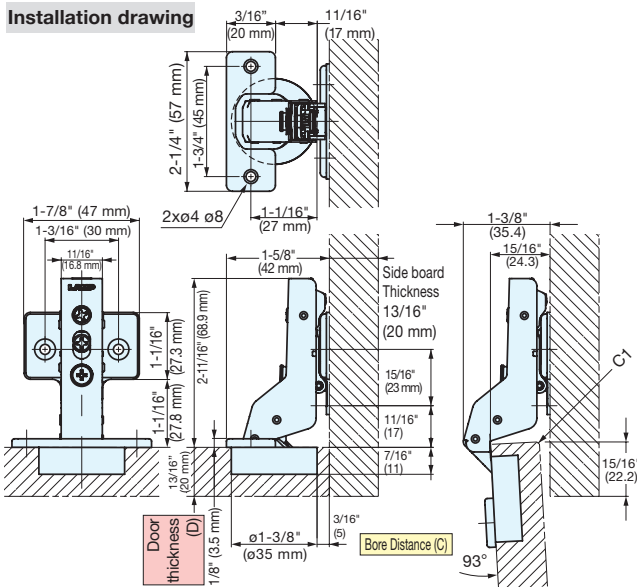 Installation drawing
3/16"
(20 mm)
11/16"
(17 mm)
2-1/4" (57 mm)
1-3/4" (45 mm)
2xø4 ø8
1-1/16"
(27 mm)
1-7/8" (47 mm)
1-3/16" (30 mm)
11/16"
(16.8 mm)
LAMP
1-1/16"
(27.3 mm)
1-1/16"
(27.8 mm)
1-5/8"
(42 mm)
2-11/16" (68.9 mm)
Side board
Thickness
13/16"
(20 mm)
15/16"
(23 mm)
11/16"
(17)
7/16"
(11)
13/16"
(20 mm)
Door
thickness
(D)
1/8" (3.5 mm)
ø1-3/8"
(ø35 mm)
3/16"
(5)
Bore Distance (C)
1-3/8"
(35.4)
15/16"
(24.3)
C1
15/16"
(22.2)
93°